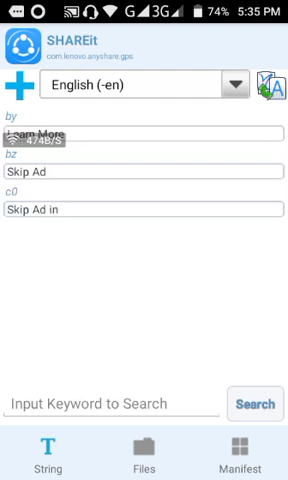 G 3G 74% 5:35 PM
SHAREit
com.lenovo.anyshare.gps
English (-en)
A
by
Learn More
474B/S
bz
Skip Ad
c0
Skip Ad in
Input Keyword to Search
Search
T
String
Files
Manifest